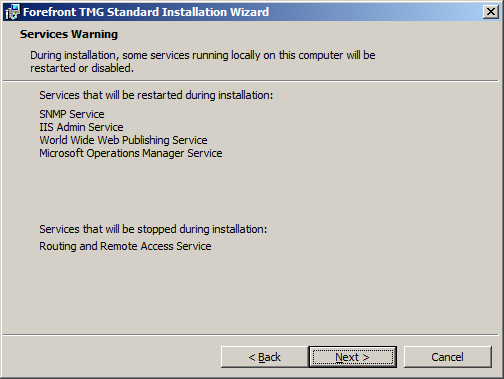 Forefront TMG Standard Installation Wizard
Services Warning
During installation, some services running locally on this computer will be
restarted or disabled.
Services that will be restarted during installation:
SNMP Service
IIS Admin Service
World Wide Web Publishing Service
Microsoft Operations Manager Service
Services that will be stopped during installation:
Routing and Remote Access Service
< Back
Next >
Cancel